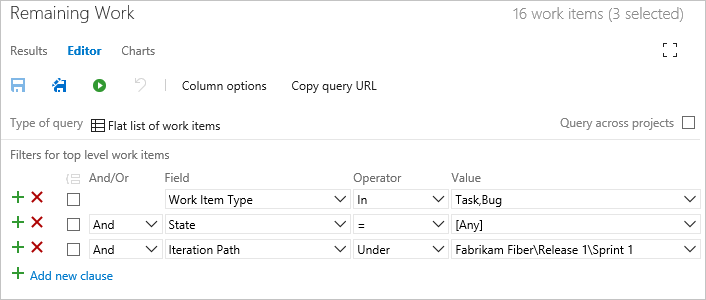 Remaining Work 16 work items (3 selected)
Results Editor Charts
Column options Copy query URL
Type of query Flat list of work items Query across projects
Filters for top level work items
And/Or Field Operator Value
Work Item Type In Task,Bug
And State = [Any]
And Iteration Path Under Fabrikam Fiber\Release 1\Sprint 1
Add new clause